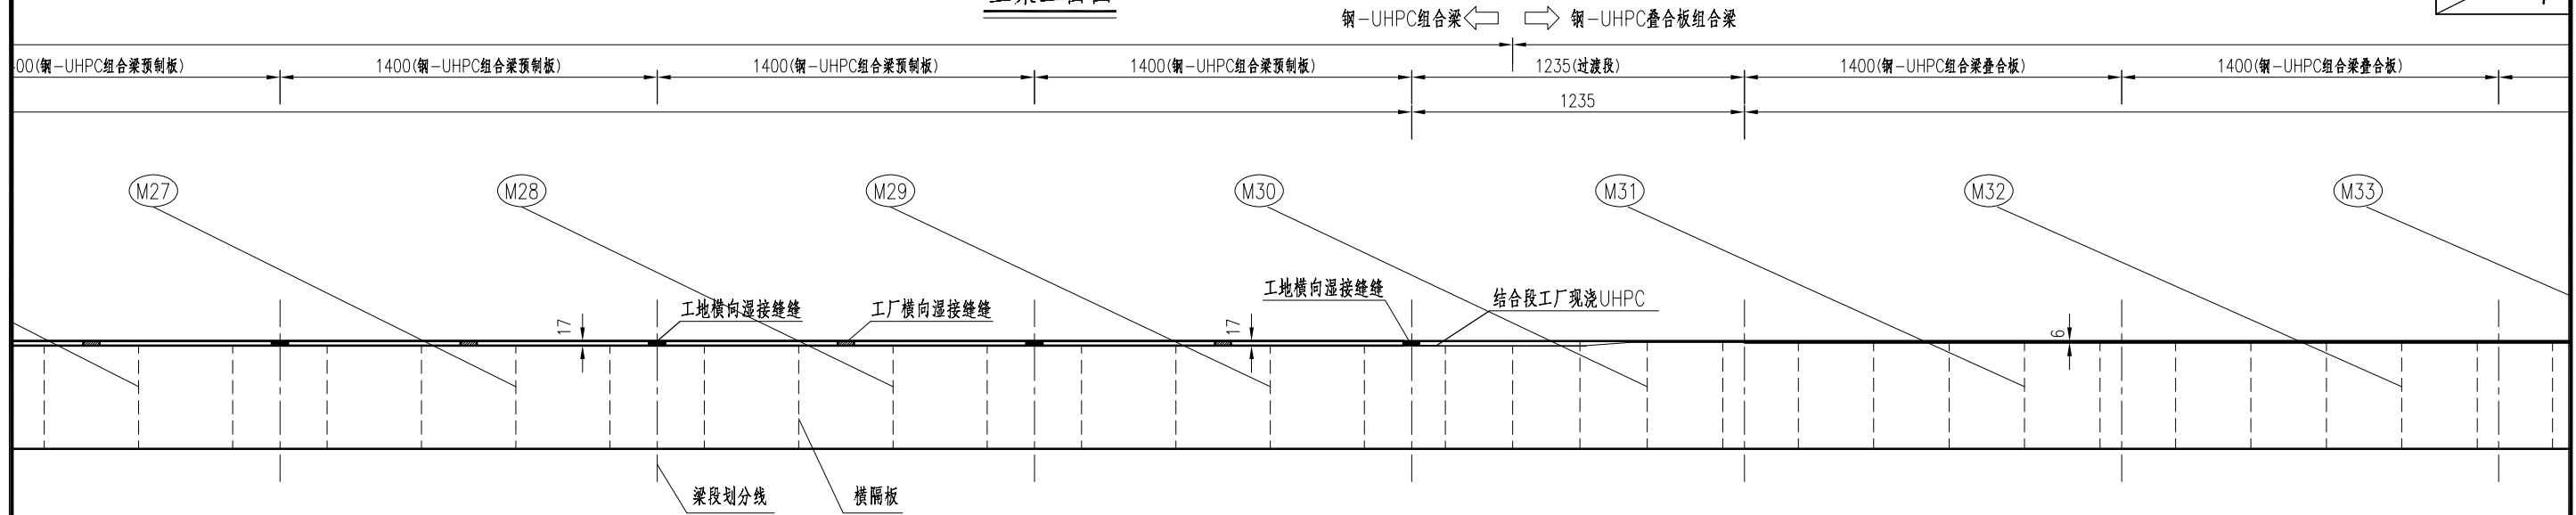 钢-UHPC组合梁
钢-UHPC叠合板组合梁
00(钢-UHPC组合梁预制板)
1400(钢-UHPC组合梁预制板)
1400(钢-UHPC组合梁预制板)
1400(钢-UHPC组合梁预制板)
1235(过渡段)
1400(钢-UHPC组合梁叠合板)
1400(钢-UHPC组合梁叠合板)
1235
M27
M28
M29
M30
M31
M32
M33
工地横向湿接缝缝
工厂横向湿接缝缝
工地横向湿接缝缝
结合段工厂现浇UHPC
17
17
6
梁段划分线
横隔板